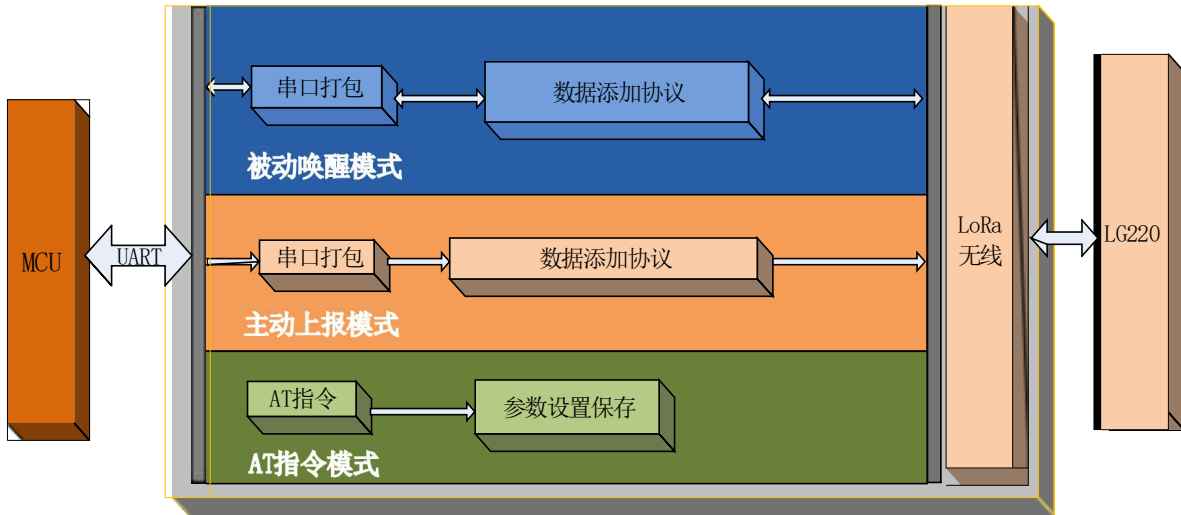 串口打包
数据添加协议
被动唤醒模式
MCU
UART
串口打包
数据添加协议
主动上报模式
LoRa
无线
LG220
AT指令
参数设置保存
AT指令模式